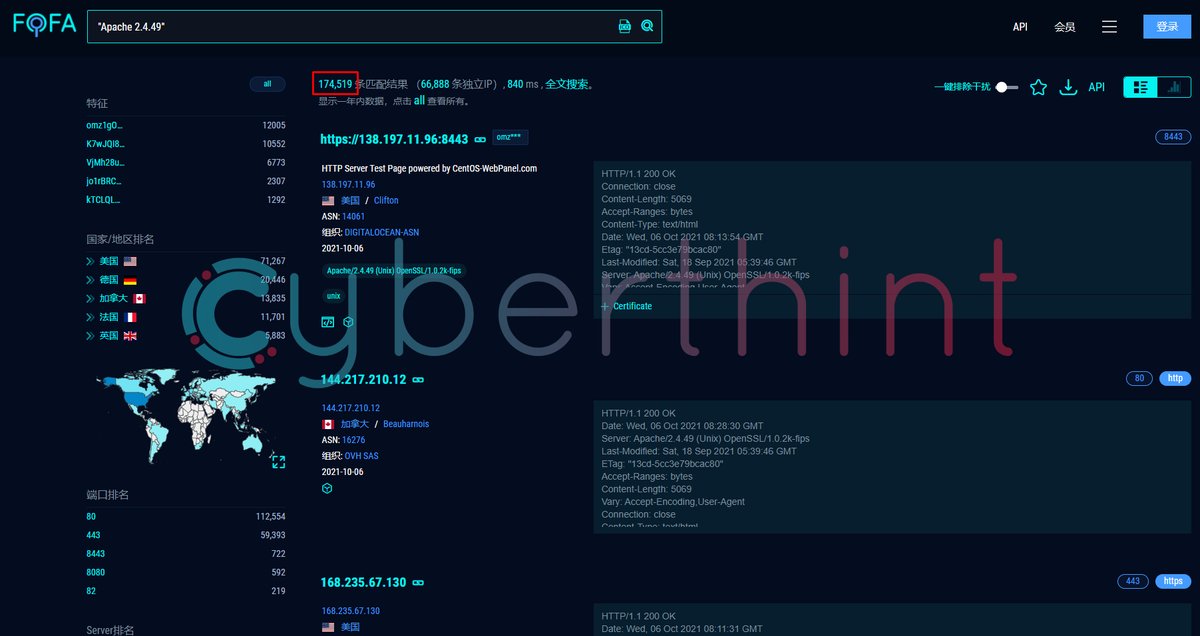 FOFA
"Apache 2.4.49"
API
会员
登录
all
174,519 条匹配结果 （66,888 条独立IP）, 840 ms , 全文搜索。
显示一年内数据，点击 all 查看所有。
一键排除干扰
API
特征
omz1gO... 12005
K7wJQI8... 10552
VjMh28u... 6773
jo1rBRC... 2307
kTCLQL... 1292
国家/地区排名
美国 71,267
德国 20,446
加拿大 13,835
法国 11,701
英国 5,883
端口排名
80 112,554
443 59,393
8443 722
8080 592
82 219
Server排名
https://138.197.11.96:8443 omz***
8443
HTTP Server Test Page powered by CentOS-WebPanel.com
138.197.11.96
美国 / Clifton
ASN: 14061
组织: DIGITALOCEAN-ASN
2021-10-06
Apache/2.4.49 (Unix) OpenSSL/1.0.2k-fips
unix
HTTP/1.1 200 OK
Connection: close
Content-Length: 5069
Accept-Ranges: bytes
Content-Type: text/html
Date: Wed, 06 Oct 2021 08:13:54 GMT
Etag: "13cd-5cc3e79bcac80"
Last-Modified: Sat, 18 Sep 2021 05:39:46 GMT
Server: Apache/2.4.49 (Unix) OpenSSL/1.0.2k-fips
Vary: Accept-Encoding,User-Agent
+ Certificate
cyberthint
144.217.210.12
80 http
144.217.210.12
加拿大 / Beauharnois
ASN: 16276
组织: OVH SAS
2021-10-06
HTTP/1.1 200 OK
Date: Wed, 06 Oct 2021 08:28:30 GMT
Server: Apache/2.4.49 (Unix) OpenSSL/1.0.2k-fips
Last-Modified: Sat, 18 Sep 2021 05:39:46 GMT
ETag: "13cd-5cc3e79bcac80"
Accept-Ranges: bytes
Content-Length: 5069
Vary: Accept-Encoding,User-Agent
Connection: close
Content-Type: text/html
168.235.67.130
443 https
168.235.67.130
美国
HTTP/1.1 200 OK
Date: Wed, 06 Oct 2021 08:11:31 GMT